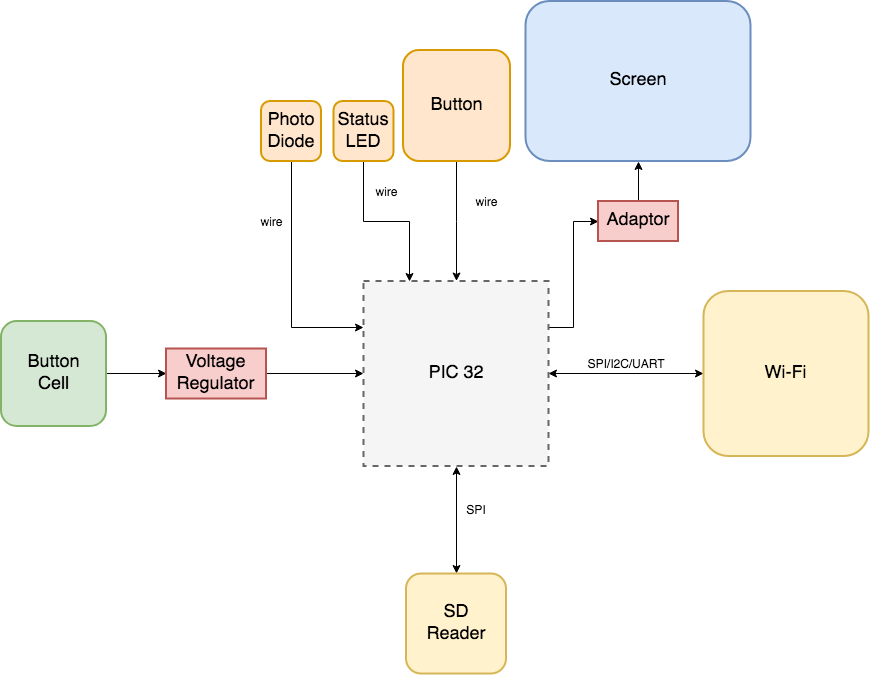 Screen
Button
Photo
Diode
Status
LED
wire
wire
wire
Adaptor
Button
Cell
Voltage
Regulator
PIC 32
SPI/I2C/UART
Wi-Fi
SPI
SD
Reader